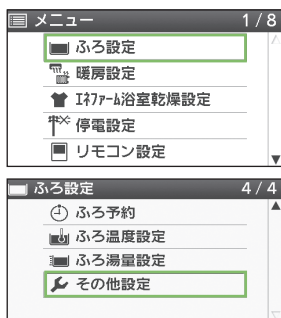 メニュー 1/8
ふろ設定
暖房設定
エネファーム浴室乾燥設定
停電設定
リモコン設定
ふろ設定 4/4
ふろ予約
ふろ温度設定
ふろ湯量設定
その他設定